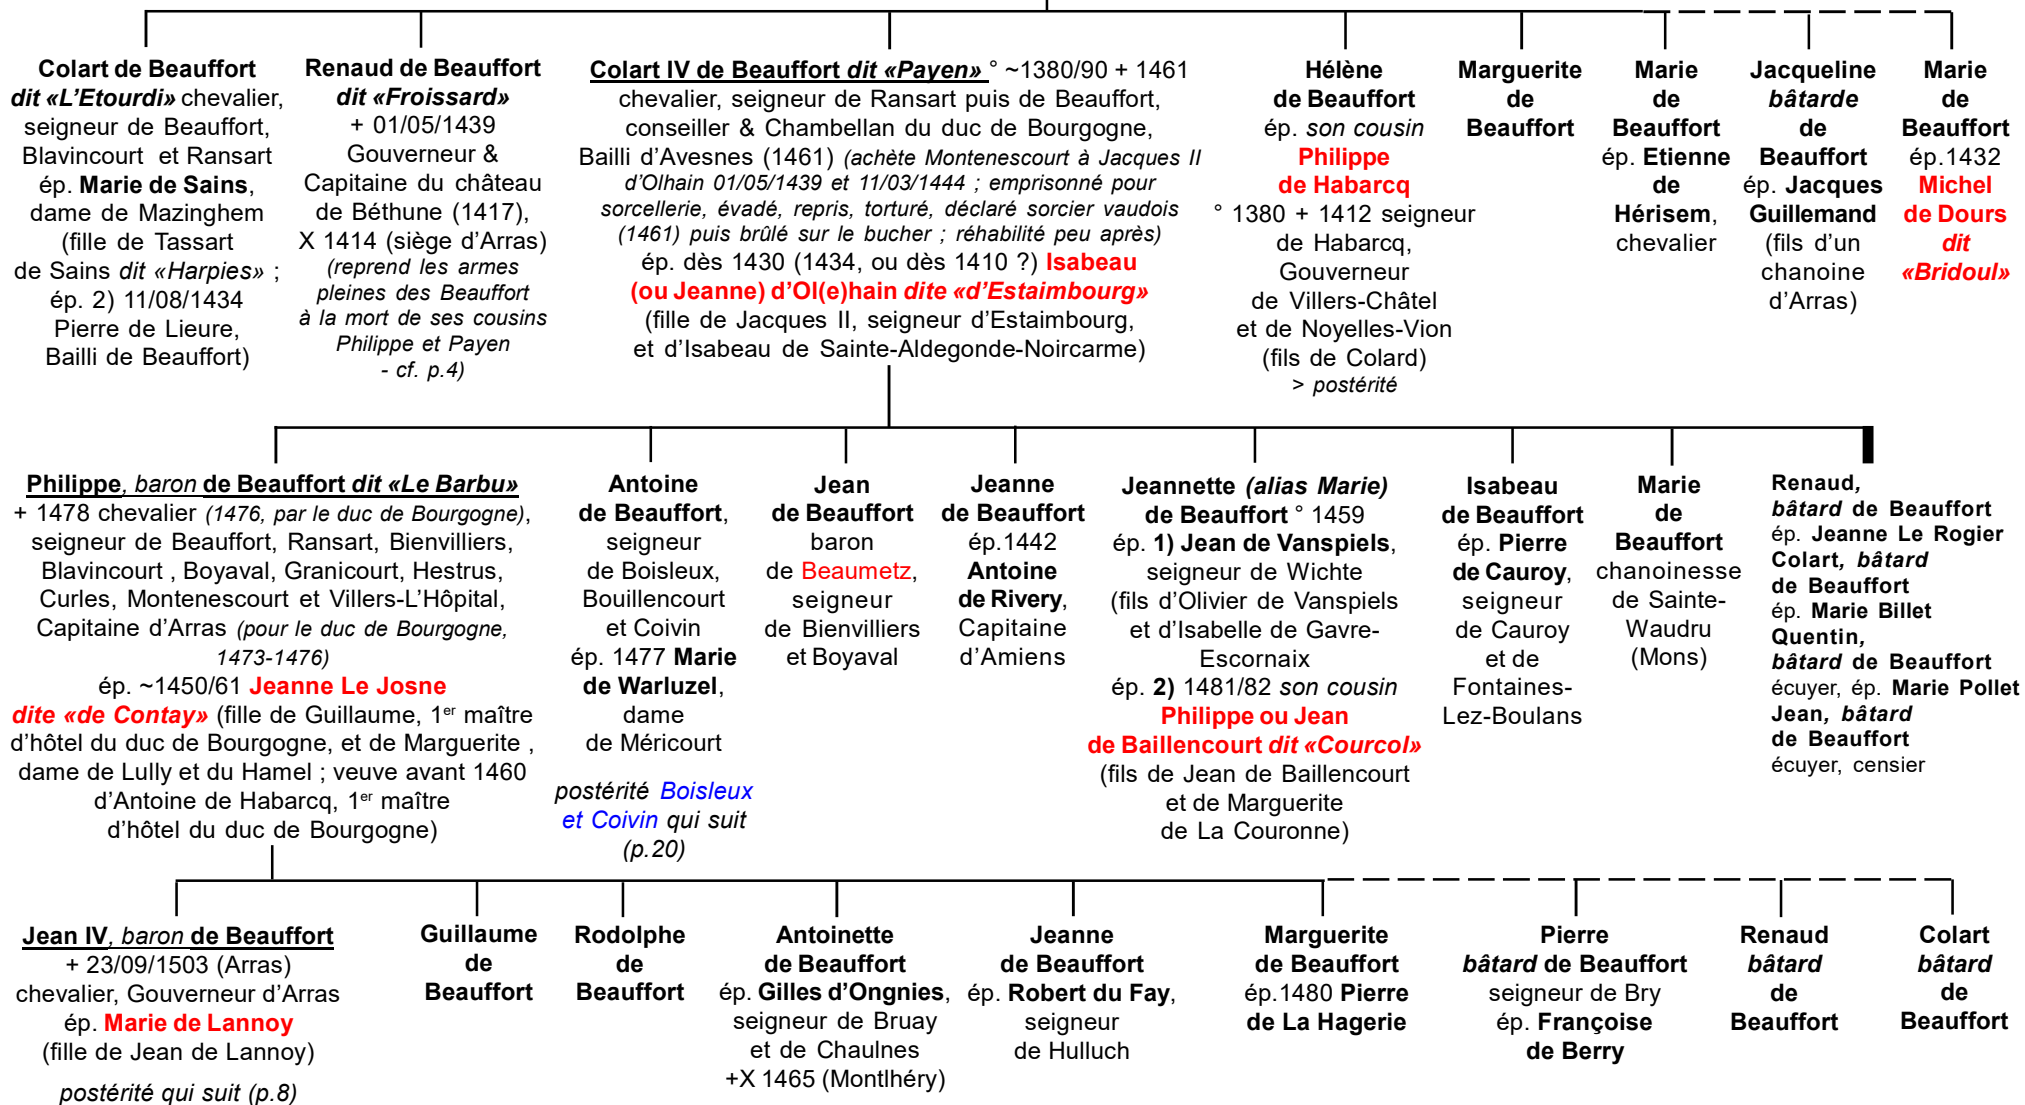 Colart de Beauffort
dit «L'Etourdi» chevalier,
seigneur de Beauffort,
Blavincourt et Ransart
ép. Marie de Sains,
dame de Mazinghem
(fille de Tassart
de Sains dit «Harpies» ;
ép. 2) 11/08/1434
Pierre de Lieure,
Bailli de Beauffort)
Renaud de Beauffort
dit «Froissard»
+ 01/05/1439
Gouverneur &
Capitaine du château
de Béthune (1417),
X 1414 (siège d'Arras)
(reprend les armes
pleines des Beauffort
à la mort de ses cousins
Philippe et Payen
- cf. p.4)
Colart IV de Beauffort dit «Payen» ° ~1380/90 + 1461
chevalier, seigneur de Ransart puis de Beauffort,
conseiller & Chambellan du duc de Bourgogne,
Bailli d'Avesnes (1461) (achète Montenescourt à Jacques II
d'Olhain 01/05/1439 et 11/03/1444 ; emprisonné pour
sorcellerie, évadé, repris, torturé, déclaré sorcier vaudois
(1461) puis brûlé sur le bucher ; réhabilité peu après)
ép. dès 1430 (1434, ou dès 1410 ?) Isabeau
(ou Jeanne) d'Ol(e)hain dite «d'Estaimbourg»
(fille de Jacques II, seigneur d'Estaimbourg,
et d'Isabeau de Sainte-Aldegonde-Noircarme)
Hélène
de Beauffort
ép. son cousin
Philippe
de Habarcq
° 1380 + 1412 seigneur
de Habarcq,
Gouverneur
de Villers-Châtel
et de Noyelles-Vion
(fils de Colard)
> postérité
Marguerite
de
Beauffort
Marie
de
Beauffort
ép. Etienne
de
Hérisem,
chevalier
Jacqueline
bâtarde
de
Beauffort
ép. Jacques
Guillemand
(fils d'un
chanoine
d'Arras)
Marie
de
Beauffort
ép.1432
Michel
de Dours
dit
«Bridoul»
Philippe, baron de Beauffort dit «Le Barbu»
+ 1478 chevalier (1476, par le duc de Bourgogne),
seigneur de Beauffort, Ransart, Bienvilliers,
Blavincourt , Boyaval, Granicourt, Hestrus,
Curles, Montenescourt et Villers-L'Hôpital,
Capitaine d'Arras (pour le duc de Bourgogne,
1473-1476)
ép. ~1450/61 Jeanne Le Josne
dite «de Contay» (fille de Guillaume, 1er maître
d'hôtel du duc de Bourgogne, et de Marguerite ,
dame de Lully et du Hamel ; veuve avant 1460
d'Antoine de Habarcq, 1er maître
d'hôtel du duc de Bourgogne)
Antoine
de Beauffort,
seigneur
de Boisleux,
Bouillencourt
et Coivin
ép. 1477 Marie
de Warluzel,
dame
de Méricourt
postérité Boisleux
et Coivin qui suit
(p.20)
Jean
de Beauffort
baron
de Beaumetz,
seigneur
de Bienvilliers
et Boyaval
Jeanne
de Beauffort
ép.1442
Antoine
de Rivery,
Capitaine
d'Amiens
Jeannette (alias Marie)
de Beauffort ° 1459
ép. 1) Jean de Vanspiels,
seigneur de Wichte
(fils d'Olivier de Vanspiels
et d'Isabelle de Gavre-
Escornaix
ép. 2) 1481/82 son cousin
Philippe ou Jean
de Baillencourt dit «Courcol»
(fils de Jean de Baillencourt
et de Marguerite
de La Couronne)
Isabeau
de Beauffort
ép. Pierre
de Cauroy,
seigneur
de Cauroy
et de
Fontaines-
Lez-Boulans
Marie
de
Beauffort
chanoinesse
de Sainte-
Waudru
(Mons)
Renaud,
bâtard de Beauffort
ép. Jeanne Le Rogier
Colart, bâtard
de Beauffort
ép. Marie Billet
Quentin,
bâtard de Beauffort
écuyer, ép. Marie Pollet
Jean, bâtard
de Beauffort
écuyer, censier
Jean IV, baron de Beauffort
+ 23/09/1503 (Arras)
chevalier, Gouverneur d'Arras
ép. Marie de Lannoy
(fille de Jean de Lannoy)
postérité qui suit (p.8)
Guillaume
de
Beauffort
Rodolphe
de
Beauffort
Antoinette
de Beauffort
ép. Gilles d'Ongnies,
seigneur de Bruay
et de Chaulnes
+X 1465 (Montlhéry)
Jeanne
de Beauffort
ép. Robert du Fay,
seigneur
de Hulluch
Marguerite
de Beauffort
ép.1480 Pierre
de La Hagerie
Pierre
bâtard de Beauffort
seigneur de Bry
ép. Françoise
de Berry
Renaud
bâtard
de
Beauffort
Colart
bâtard
de
Beauffort